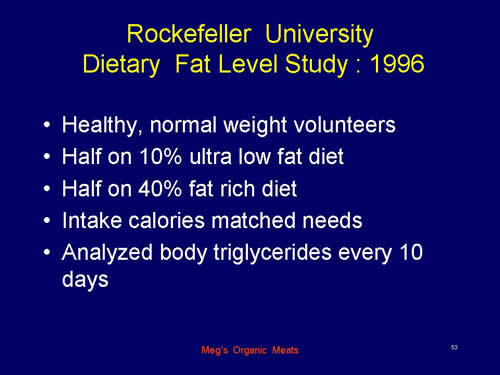 Rockefeller University
Dietary Fat Level Study : 1996
• Healthy, normal weight volunteers
• Half on 10% ultra low fat diet
• Half on 40% fat rich diet
• Intake calories matched needs
• Analyzed body triglycerides every 10
days
Meg's Organic Meats
53